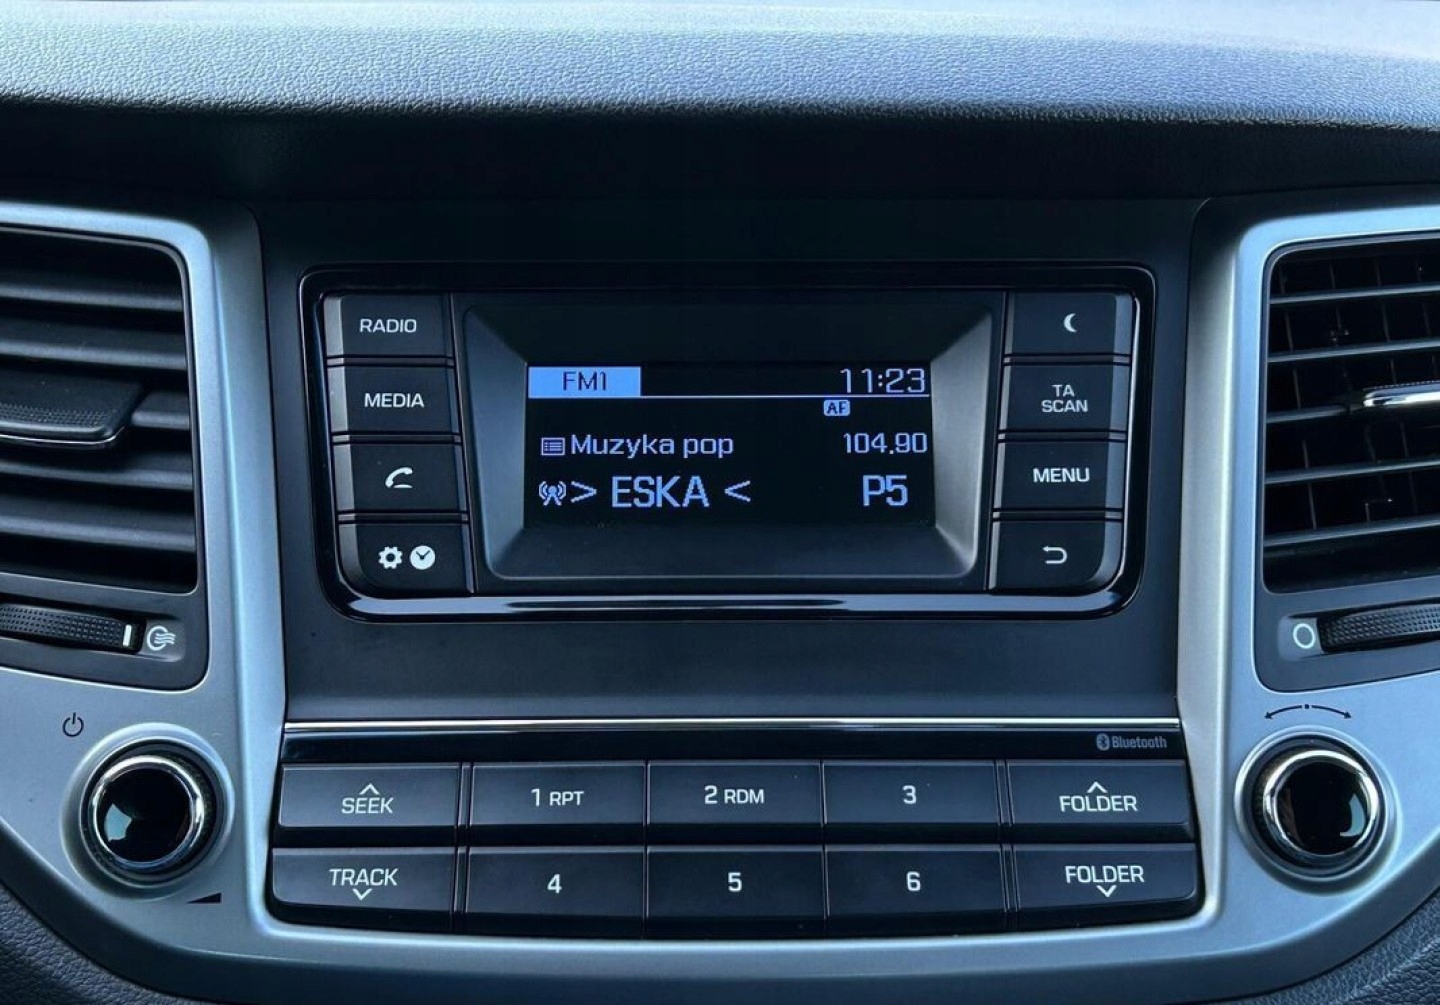 RADIO
MEDIA
FM1 11:23
AF
Muzyka pop 104.90
> ESKA < P5
TA
SCAN
MENU
Bluetooth
SEEK
1 RPT
2 RDM
3
FOLDER
TRACK
4
5
6
FOLDER